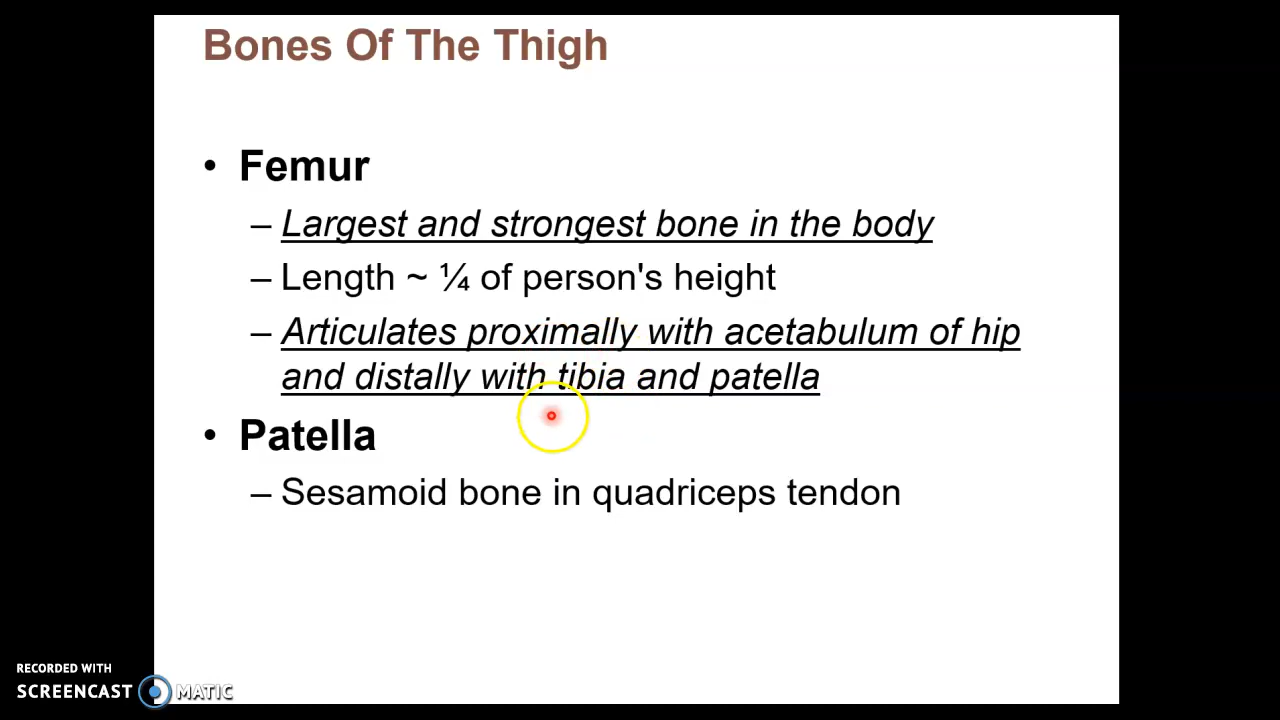 Bones Of The Thigh
• Femur
– Largest and strongest bone in the body
– Length ~ ¼ of person's height
– Articulates proximally with acetabulum of hip
and distally with tibia and patella
• Patella
– Sesamoid bone in quadriceps tendon
RECORDED WITH
SCREENCAST MATIC